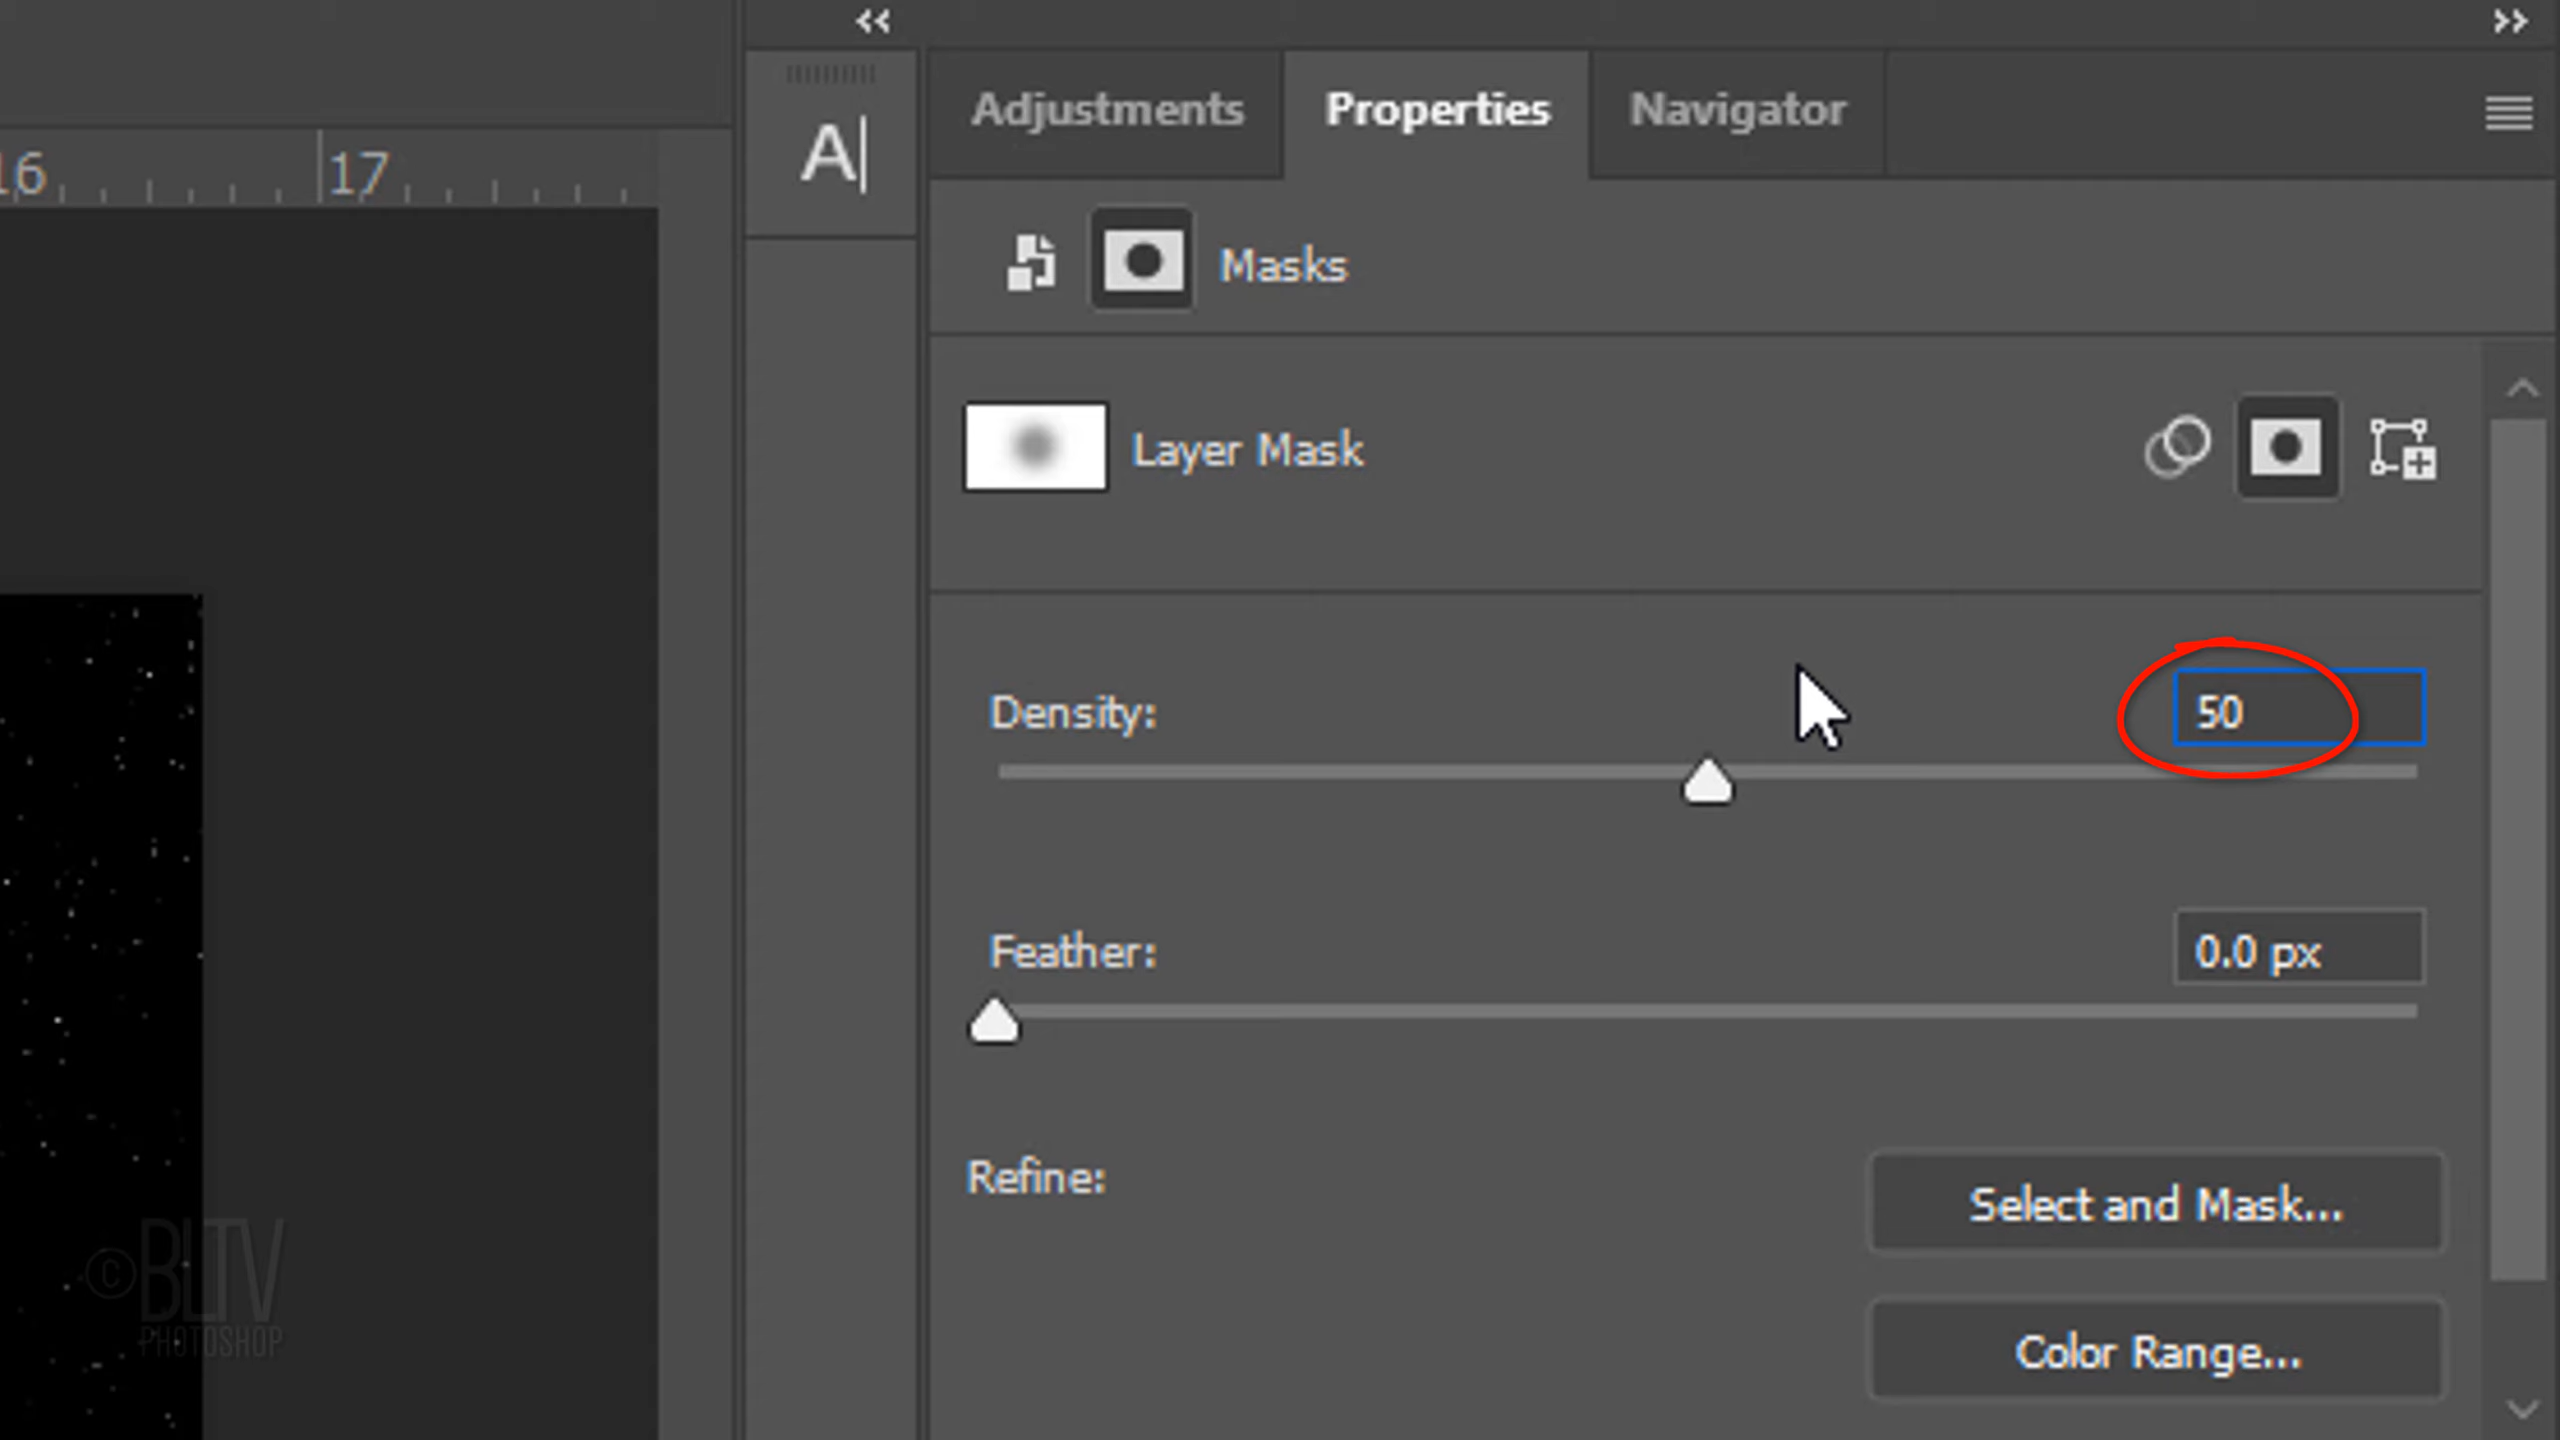 16 17
A
Adjustments Properties Navigator
Masks
Layer Mask
Density: 50
Feather: 0.0 px
Refine: Select and Mask...
Color Range...
©BLTV
PHOTOSHOP